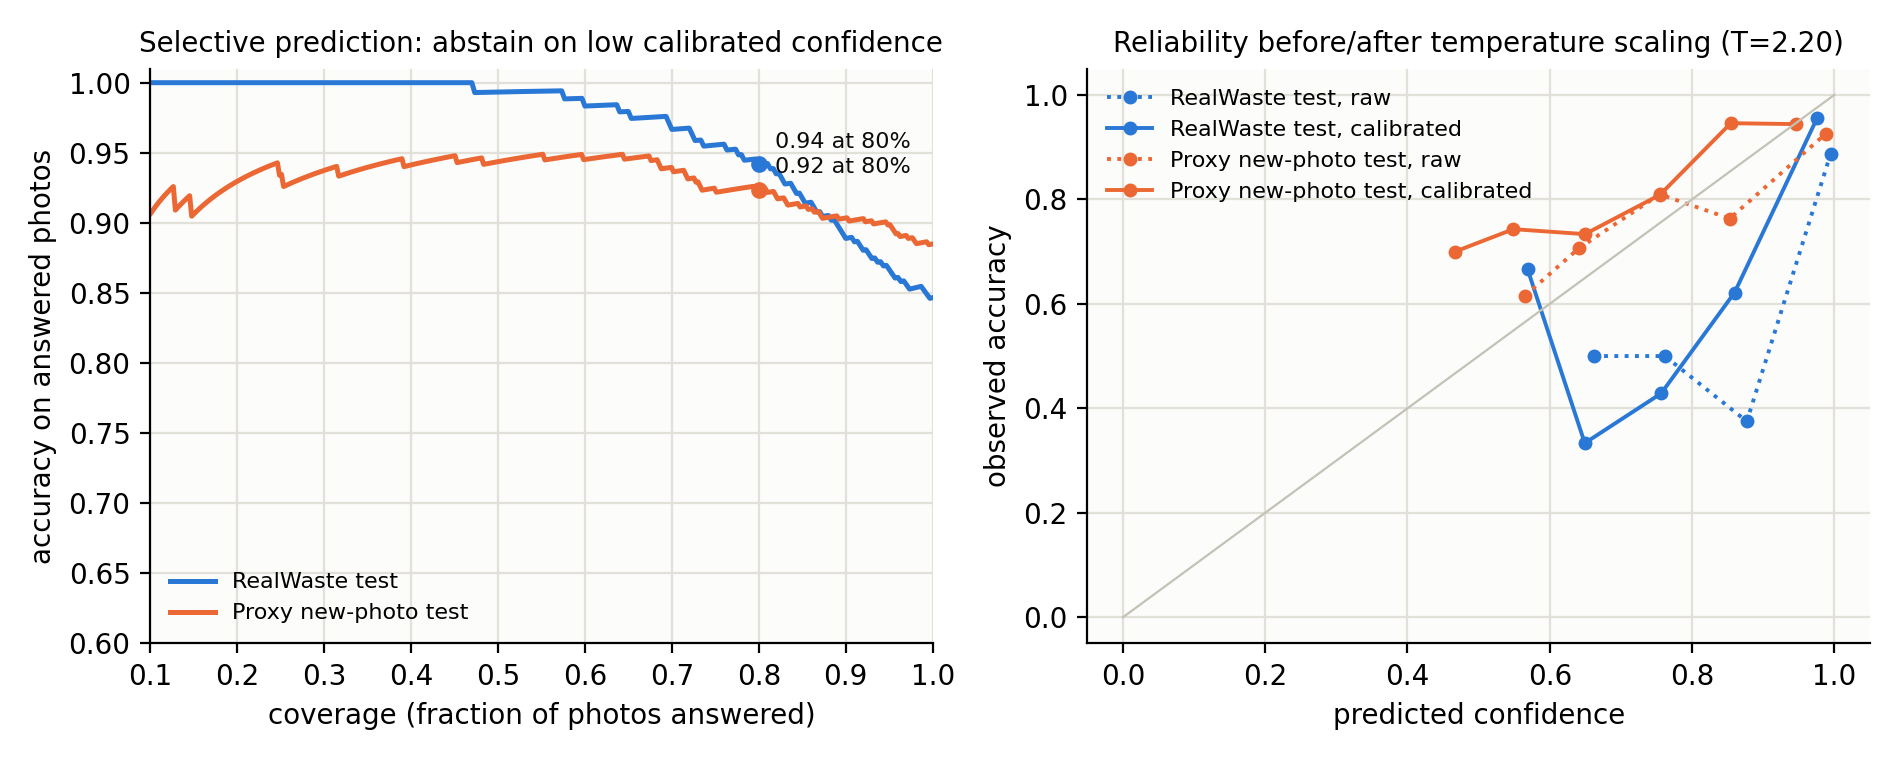 Selective prediction: abstain on low calibrated confidence
accuracy on answered photos
1.00
0.95
0.90
0.85
0.80
0.75
0.70
0.65
0.60
0.94 at 80%
0.92 at 80%
RealWaste test
Proxy new-photo test
0.1 0.2 0.3 0.4 0.5 0.6 0.7 0.8 0.9 1.0
coverage (fraction of photos answered)
Reliability before/after temperature scaling (T=2.20)
observed accuracy
1.0
0.8
0.6
0.4
0.2
0.0
RealWaste test, raw
RealWaste test, calibrated
Proxy new-photo test, raw
Proxy new-photo test, calibrated
0.0 0.2 0.4 0.6 0.8 1.0
predicted confidence